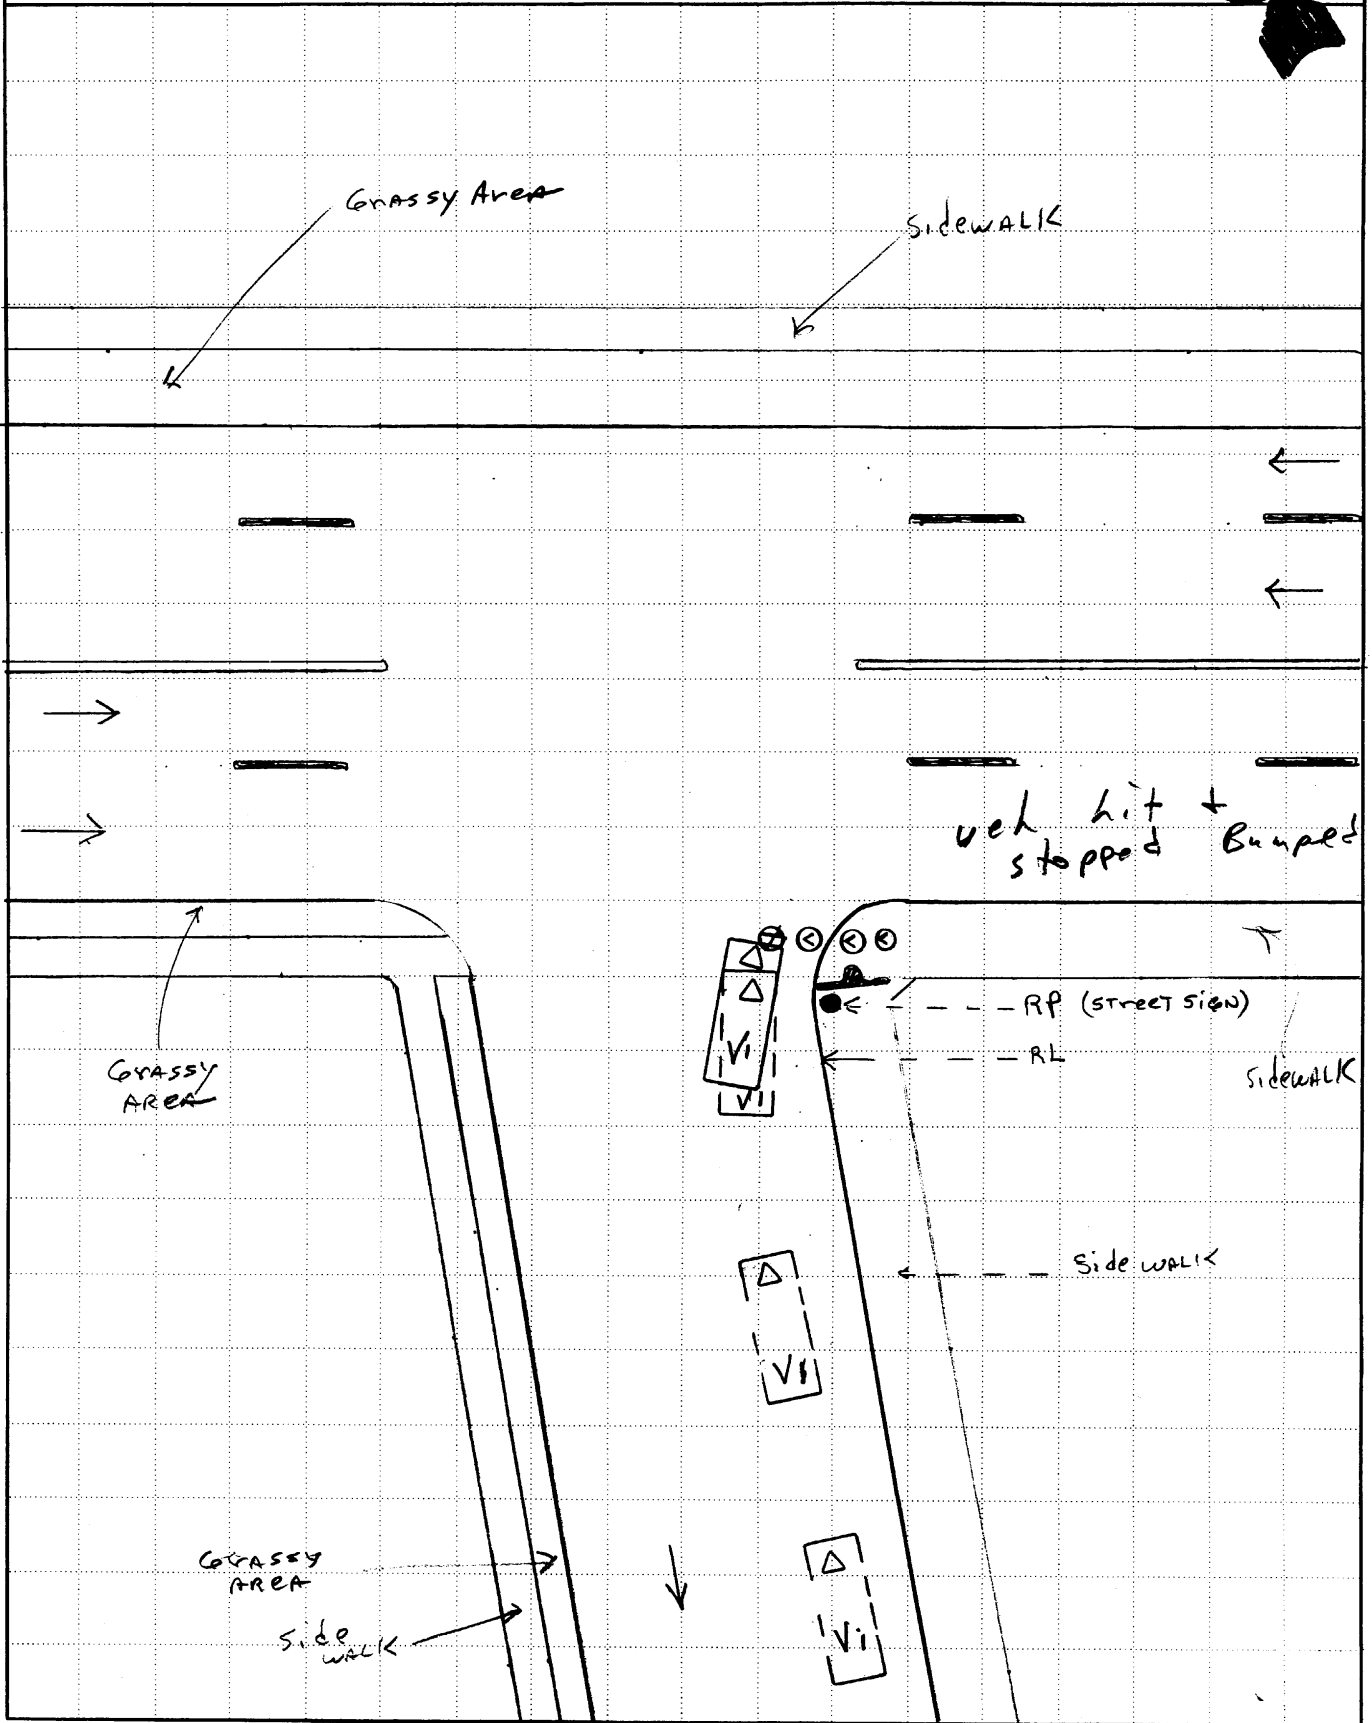 Grassy Area
SidewALK
veh hit + Bumped
stopped
RP (STreeT SigN)
RL
SidewALK
V1
V1
GrASSY
AReA
Side WALK
V1
GrASSY
AREA
V1
Side
WALK